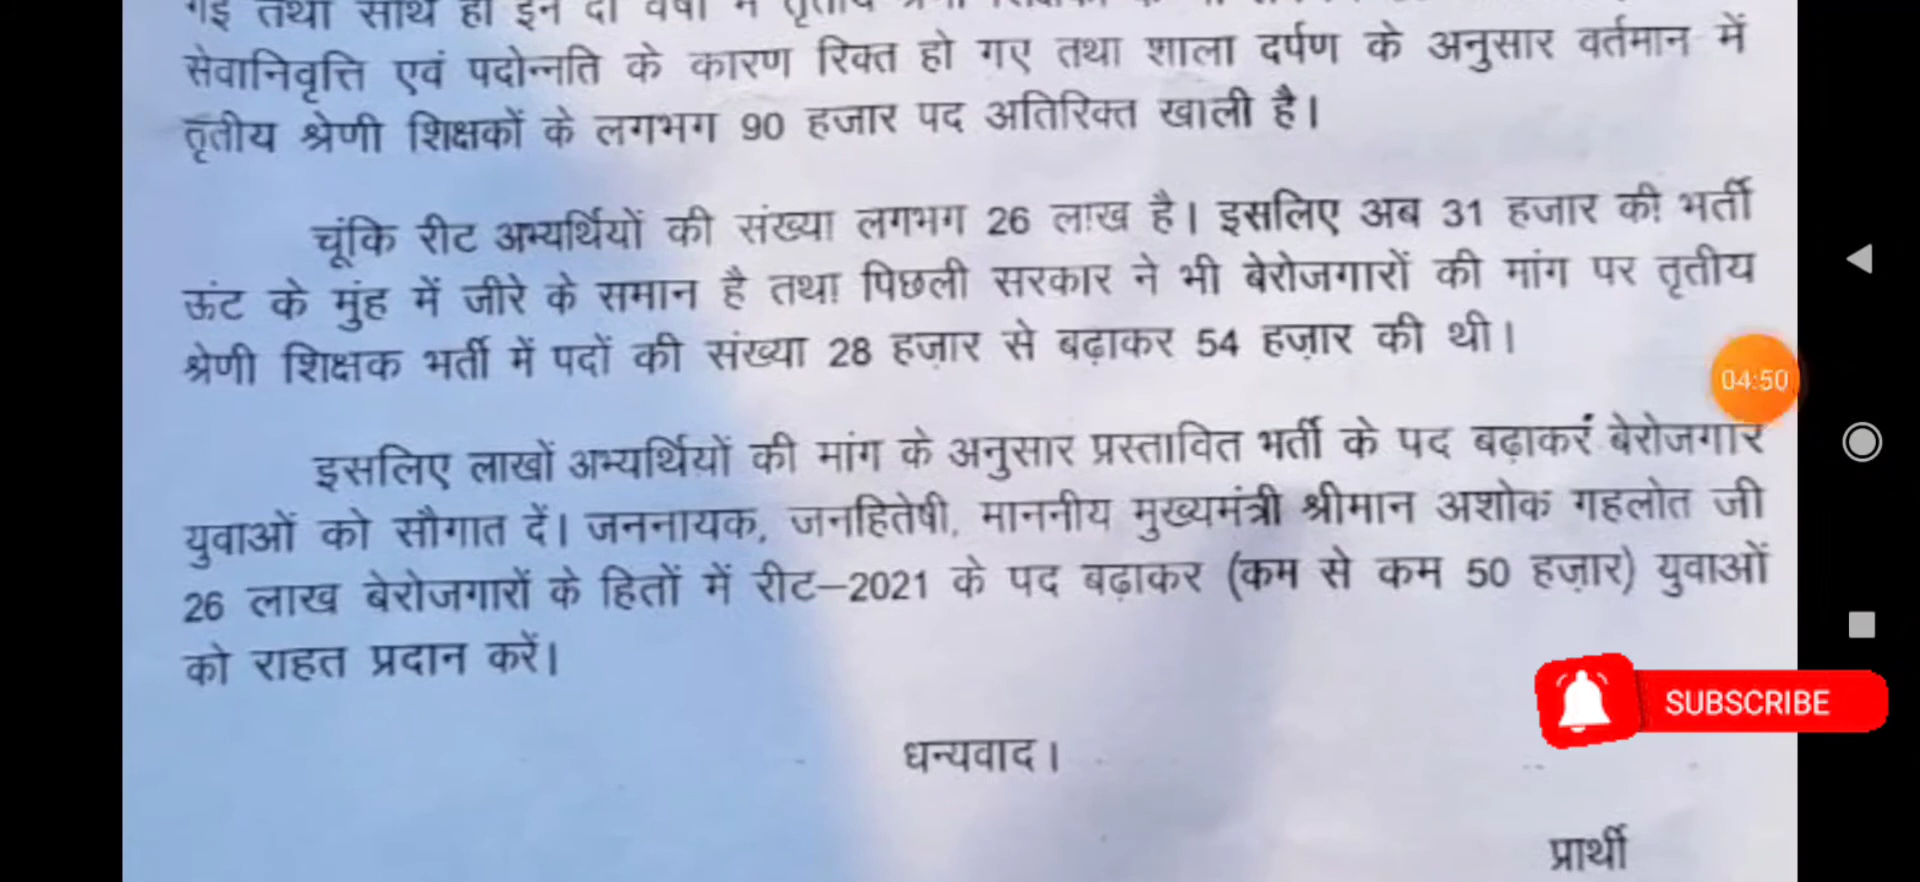 गई तथा साथ ही इन दो वर्षों में तृतीय श्रेणी
सेवानिवृत्ति एवं पदोन्नति के कारण रिक्त हो गए तथा शाला दर्पण के अनुसार वर्तमान में
तृतीय श्रेणी शिक्षकों के लगभग 90 हजार पद अतिरिक्त खाली है।
चूंकि रीट अभ्यर्थियों की संख्या लगभग 26 लाख है। इसलिए अब 31 हजार की भर्ती
ऊंट के मुंह में जीरे के समान है तथा पिछली सरकार ने भी बेरोजगारों की मांग पर तृतीय
श्रेणी शिक्षक भर्ती में पदों की संख्या 28 हज़ार से बढ़ाकर 54 हज़ार की थी।
04:50
इसलिए लाखों अभ्यर्थियों की मांग के अनुसार प्रस्तावित भर्ती के पद बढ़ाकर बेरोजगार
युवाओं को सौगात दें। जननायक, जनहितेषी, माननीय मुख्यमंत्री श्रीमान अशोक गहलोत जी
26 लाख बेरोजगारों के हितों में रीट–2021 के पद बढ़ाकर (कम से कम 50 हज़ार) युवाओं
को राहत प्रदान करें।
SUBSCRIBE
धन्यवाद।
प्रार्थी